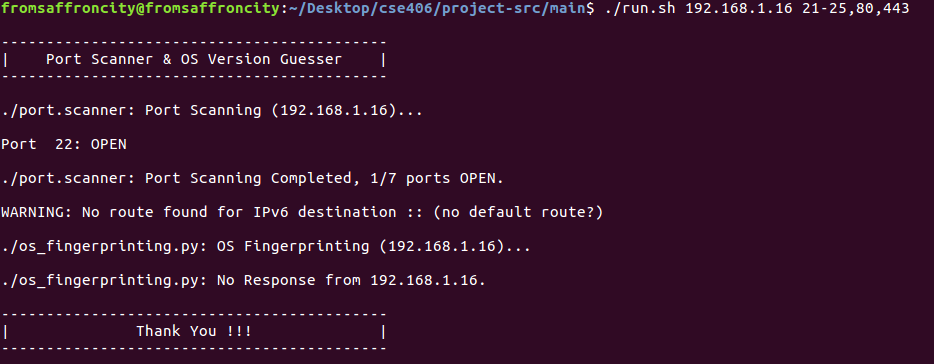 fromsaffroncity@fromsaffroncity:~/Desktop/cse406/project-src/main$ ./run.sh 192.168.1.16 21-25,80,443
-------------------------------------------
|    Port Scanner & OS Version Guesser    |
-------------------------------------------
./port.scanner: Port Scanning (192.168.1.16)...
Port  22: OPEN
./port.scanner: Port Scanning Completed, 1/7 ports OPEN.
WARNING: No route found for IPv6 destination :: (no default route?)
./os_fingerprinting.py: OS Fingerprinting (192.168.1.16)...
./os_fingerprinting.py: No Response from 192.168.1.16.
-------------------------------------------
|              Thank You !!!              |
-------------------------------------------